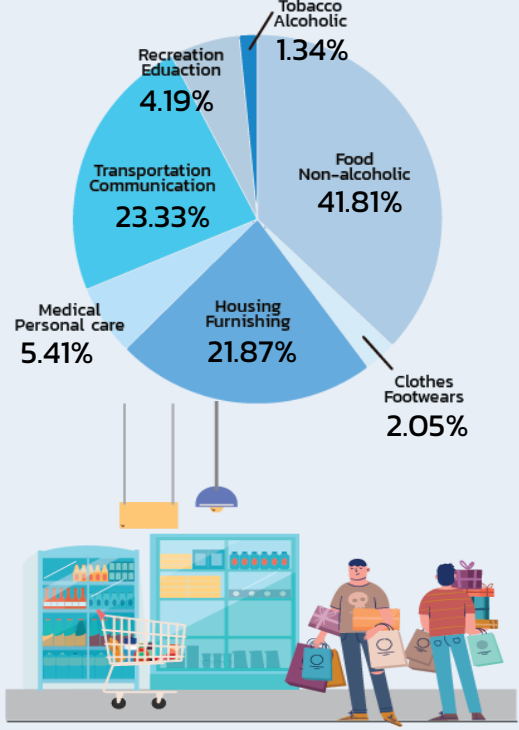 Tobacco
Alcoholic
1.34%
Recreation
Eduaction
4.19%
Food
Non-alcoholic
41.81%
Transportation
Communication
23.33%
Housing
Furnishing
21.87%
Medical
Personal care
5.41%
Clothes
Footwears
2.05%